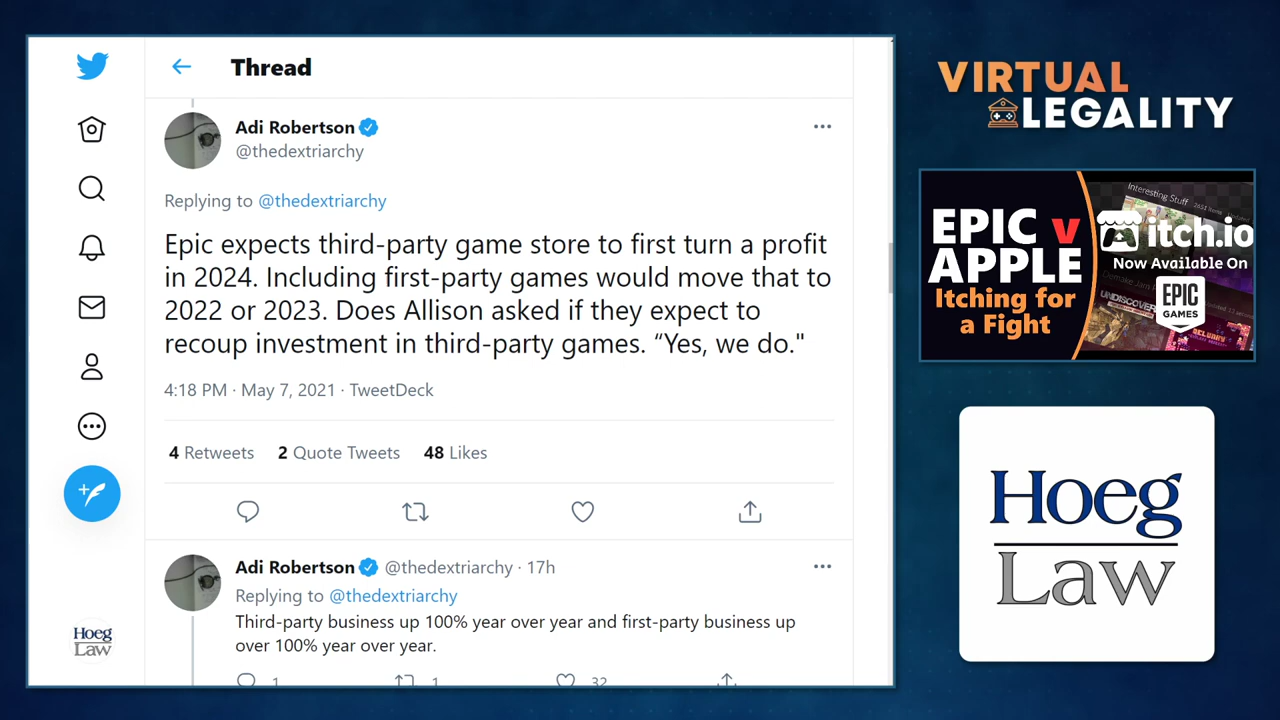 Thread
Adi Robertson
@thedextriarchy
Replying to @thedextriarchy
Epic expects third-party game store to first turn a profit
in 2024. Including first-party games would move that to
2022 or 2023. Does Allison asked if they expect to
recoup investment in third-party games. “Yes, we do."
4:18 PM · May 7, 2021 · TweetDeck
4 Retweets 2 Quote Tweets 48 Likes
Adi Robertson @thedextriarchy · 17h
Replying to @thedextriarchy
Third-party business up 100% year over year and first-party business up
over 100% year over year.
1 1 32
Hoeg
Law
VIRTUAL
LEGALITY
EPIC v
APPLE
Itching for
a Fight
Interesting Stuff
itch.io
Now Available On
EPIC
GAMES
Hoeg
Law